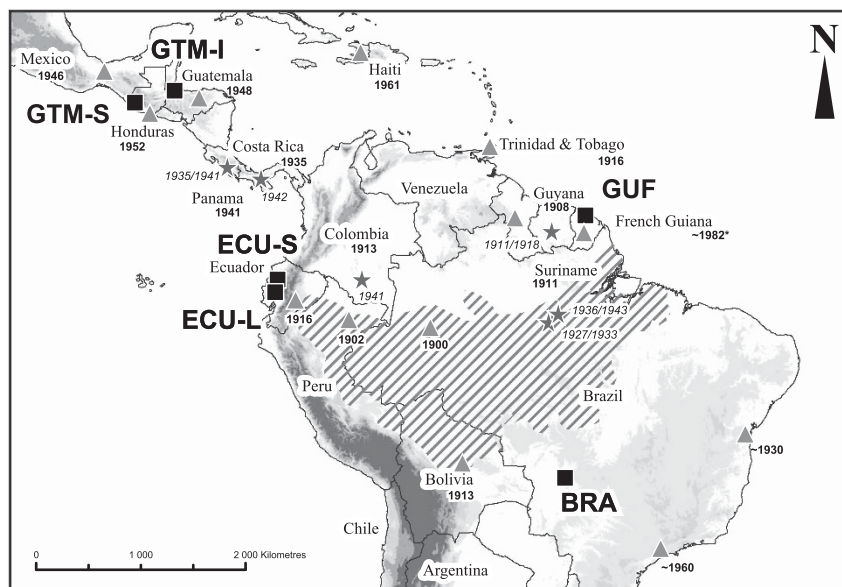 GTM-I
N
Mexico
1946
Guatemala
1948
Haiti
1961
GTM-S
Honduras
1952
Costa Rica
1935
Trinidad & Tobago
1916
1935/1941
1942
Panama
1941
Venezuela
Guyana
1908
GUF
French Guiana
~1982*
Colombia
1913
1911/1918
ECU-S
Ecuador
Suriname
1911
1941
1936/1943
ECU-L
1916
1902
1900
1927/1933
Peru
Brazil
~1930
Bolivia
1913
BRA
Chile
~1960
0 1 000 2 000 Kilometres
Argentina